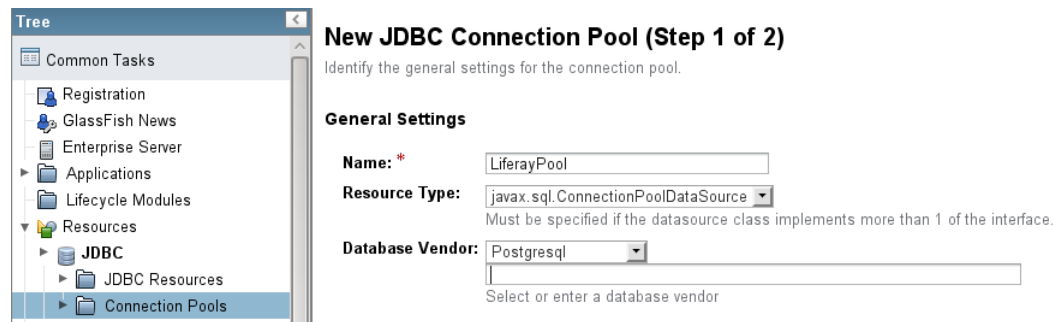 Tree
Common Tasks
Registration
GlassFish News
Enterprise Server
Applications
Lifecycle Modules
Resources
JDBC
JDBC Resources
Connection Pools
New JDBC Connection Pool (Step 1 of 2)
Identify the general settings for the connection pool.
General Settings
Name: * LiferayPool
Resource Type: javax.sql.ConnectionPoolDataSource
Must be specified if the datasource class implements more than 1 of the interface.
Database Vendor: Postgresql
Select or enter a database vendor